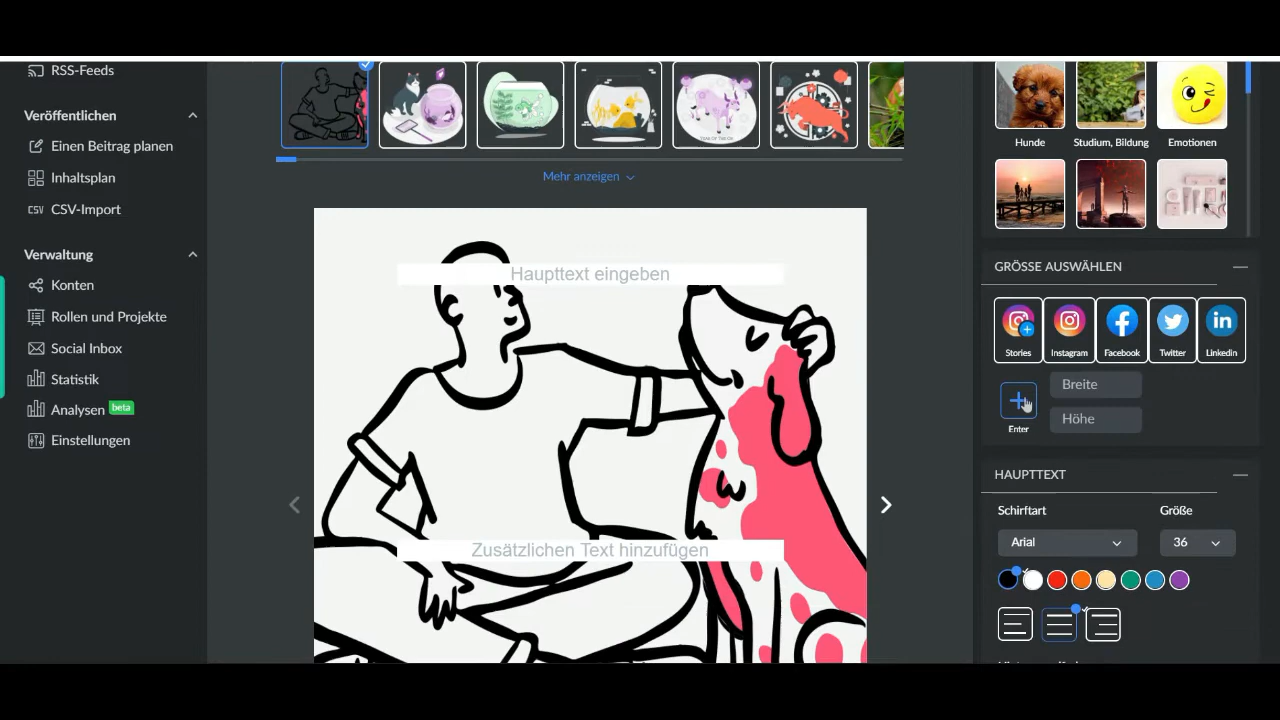 RSS-Feeds
Veröffentlichen
Einen Beitrag planen
Inhaltsplan
CSV
CSV-Import
Verwaltung
Konten
Rollen und Projekte
Social Inbox
Statistik
Analysen beta
Einstellungen
Mehr anzeigen
Haupttext eingeben
Zusätzlichen Text hinzufügen
Hunde
Studium, Bildung
Emotionen
GRÖSSE AUSWÄHLEN
Stories
Instagram
Facebook
Twitter
Linkedin
Enter
Breite
Höhe
HAUPTTEXT
Schirftart
Größe
Arial
36